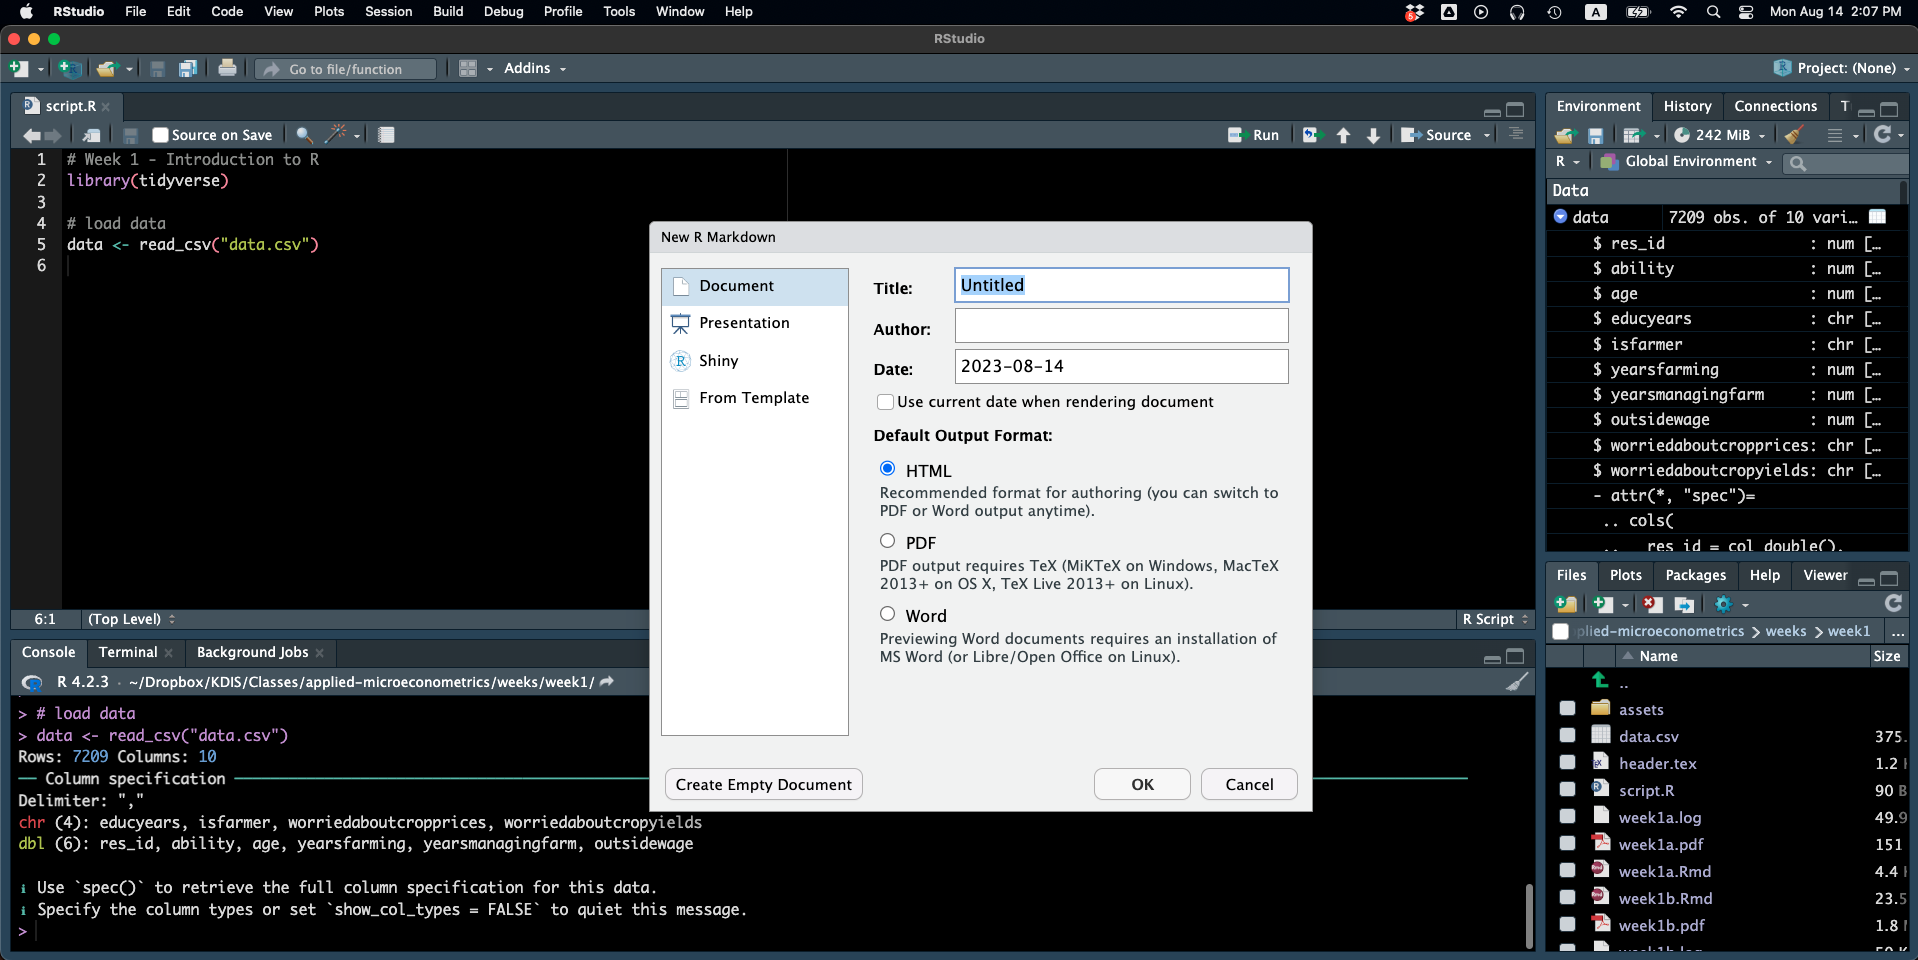 RStudio File Edit Code View Plots Session Build Debug Profile Tools Window Help
5 A Mon Aug 14 2:07 PM
RStudio
Go to file/function Addins Project: (None)
script.R
Source on Save Run Source
1 # Week 1 - Introduction to R
2 library(tidyverse)
3
4 # load data
5 data <- read_csv("data.csv")
6
6:1 (Top Level) R Script
Console Terminal Background Jobs
R 4.2.3 · ~/Dropbox/KDIS/Classes/applied-microeconometrics/weeks/week1/
> # load data
> data <- read_csv("data.csv")
Rows: 7209 Columns: 10
── Column specification ──
Delimiter: ","
chr (4): educyears, isfarmer, worriedaboutcropprices, worriedaboutcropyields
dbl (6): res_id, ability, age, yearsfarming, yearsmanagingfarm, outsidewage
ℹ Use `spec()` to retrieve the full column specification for this data.
ℹ Specify the column types or set `show_col_types = FALSE` to quiet this message.
>
New R Markdown
Document
Presentation
Shiny
From Template
Title: Untitled
Author:
Date: 2023-08-14
Use current date when rendering document
Default Output Format:
HTML
Recommended format for authoring (you can switch to
PDF or Word output anytime).
PDF
PDF output requires TeX (MiKTeX on Windows, MacTeX
2013+ on OS X, TeX Live 2013+ on Linux).
Word
Previewing Word documents requires an installation of
MS Word (or Libre/Open Office on Linux).
Create Empty Document OK Cancel
Environment History Connections T
242 MiB
R Global Environment
Data
data 7209 obs. of 10 vari…
$ res_id : num […
$ ability : num […
$ age : num […
$ educyears : chr […
$ isfarmer : chr […
$ yearsfarming : num […
$ yearsmanagingfarm : num […
$ outsidewage : num […
$ worriedaboutcropprices: chr […
$ worriedaboutcropyields: chr […
- attr(*, "spec")=
.. cols(
.. res_id = col_double(),
Files Plots Packages Help Viewer
plied-microeconometrics weeks week1 ...
Name Size
..
assets
data.csv 375.
header.tex 1.2
script.R 90 B
week1a.log 49.9
week1a.pdf 151
week1a.Rmd 4.4
week1b.Rmd 23.5
week1b.pdf 1.8